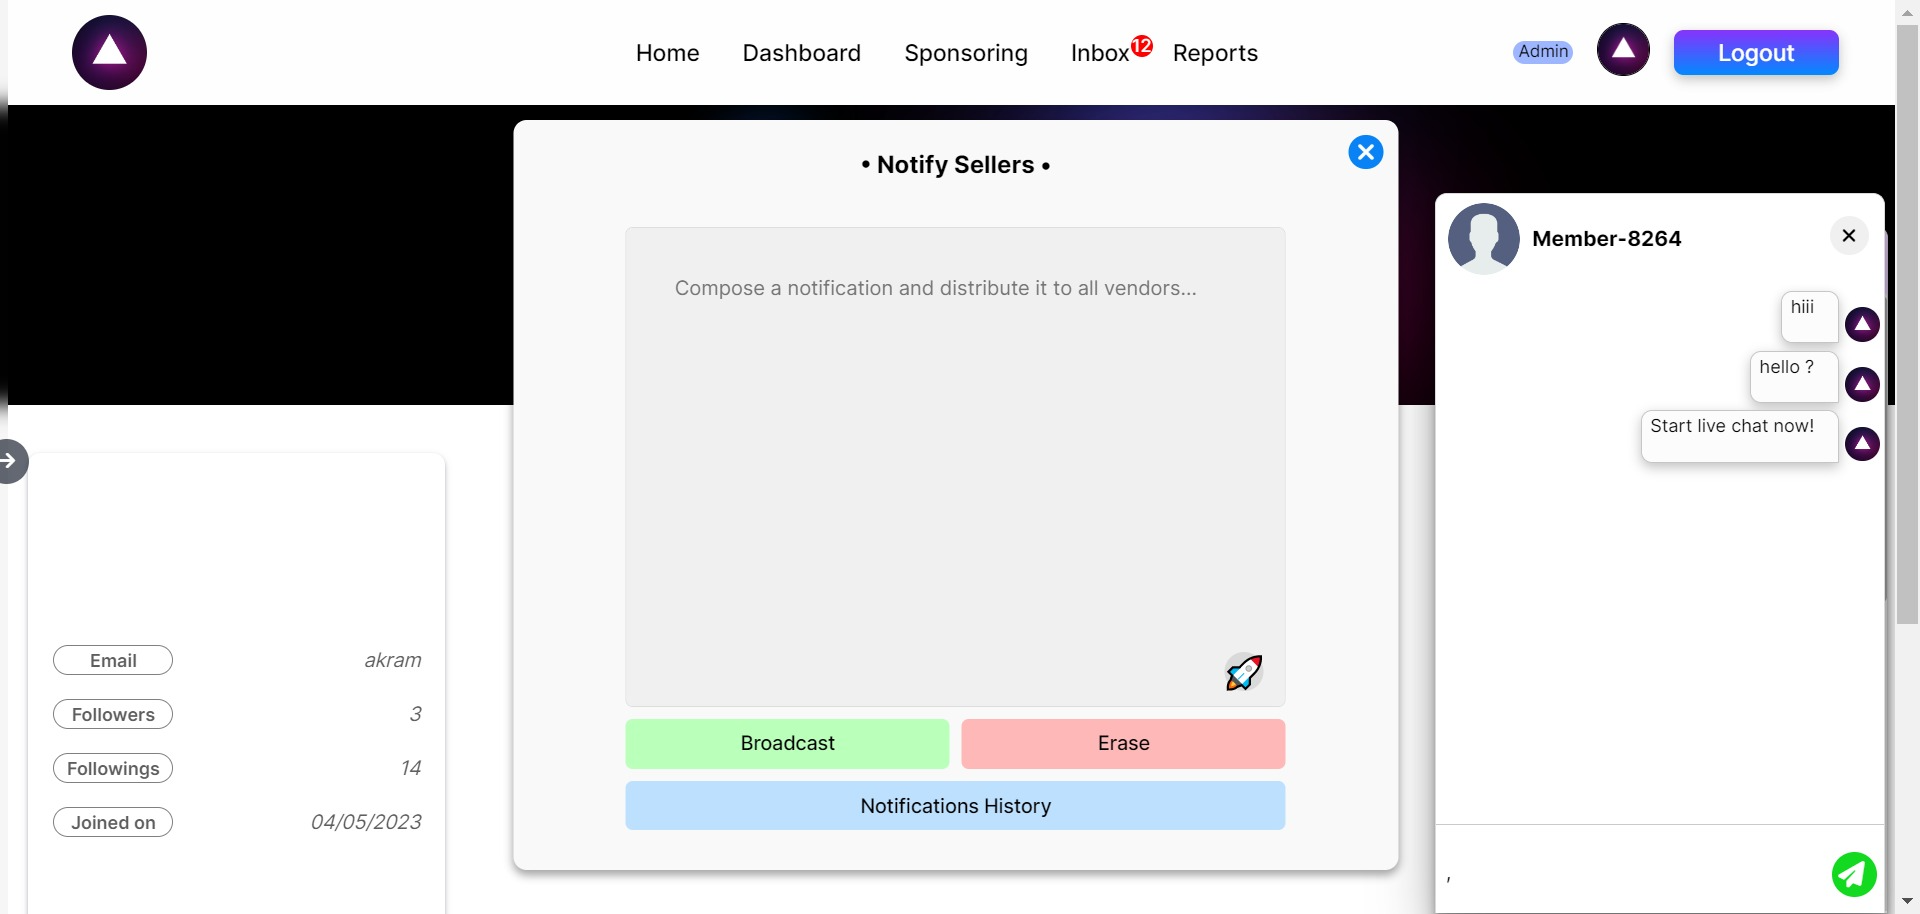 Home Dashboard Sponsoring Inbox 12 Reports
Admin
Logout
• Notify Sellers •
Compose a notification and distribute it to all vendors...
Broadcast
Erase
Notifications History
Email akram
Followers 3
Followings 14
Joined on 04/05/2023
Member-8264
hiii
hello ?
Start live chat now!
,